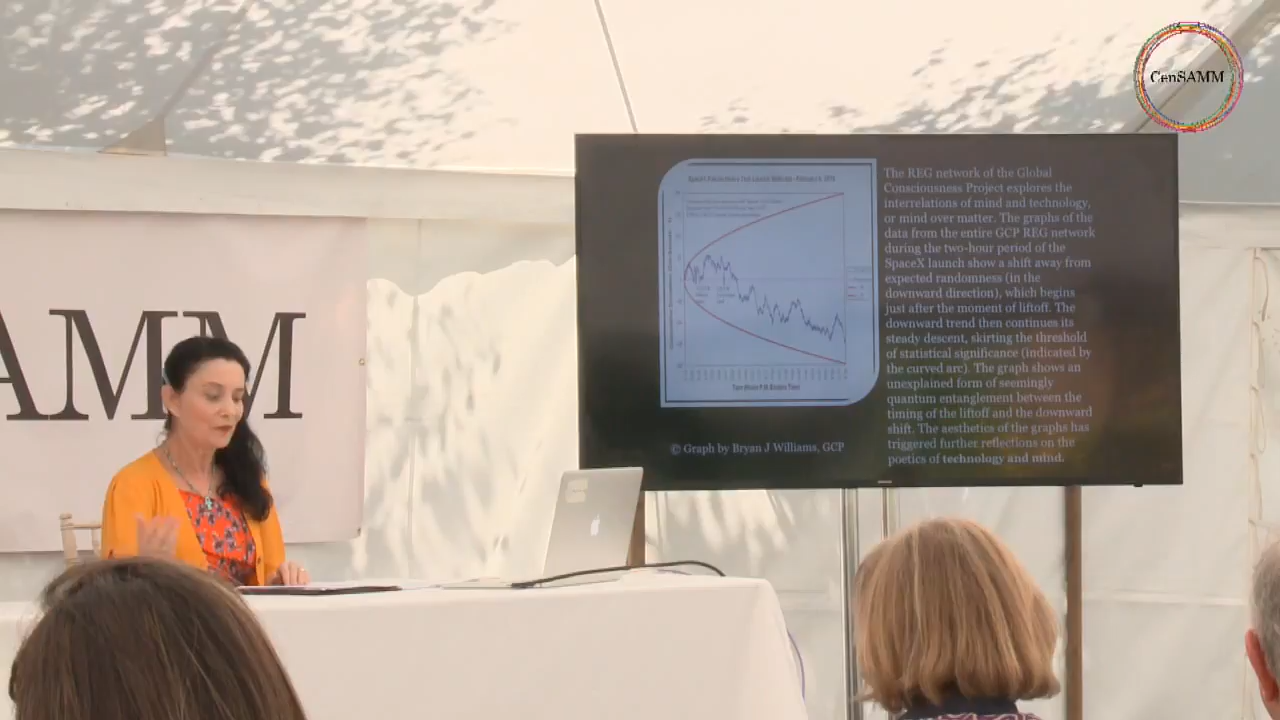 CenSAMM
AMM
The REG network of the Global
Consciousness Project explores the
interrelations of mind and technology,
or mind over matter. The graphs of the
data from the entire GCP REG network
during the two-hour period of the
SpaceX launch show a shift away from
expected randomness (in the
downward direction), which begins
just after the moment of liftoff. The
downward trend then continues its
steady descent, skirting the threshold
of statistical significance (indicated by
the curved arc). The graph shows an
unexplained form of seemingly
quantum entanglement between the
timing of the liftoff and the downward
shift. The aesthetics of the graphs has
triggered further reflections on the
poetics of technology and mind.
© Graph by Bryan J Williams, GCP